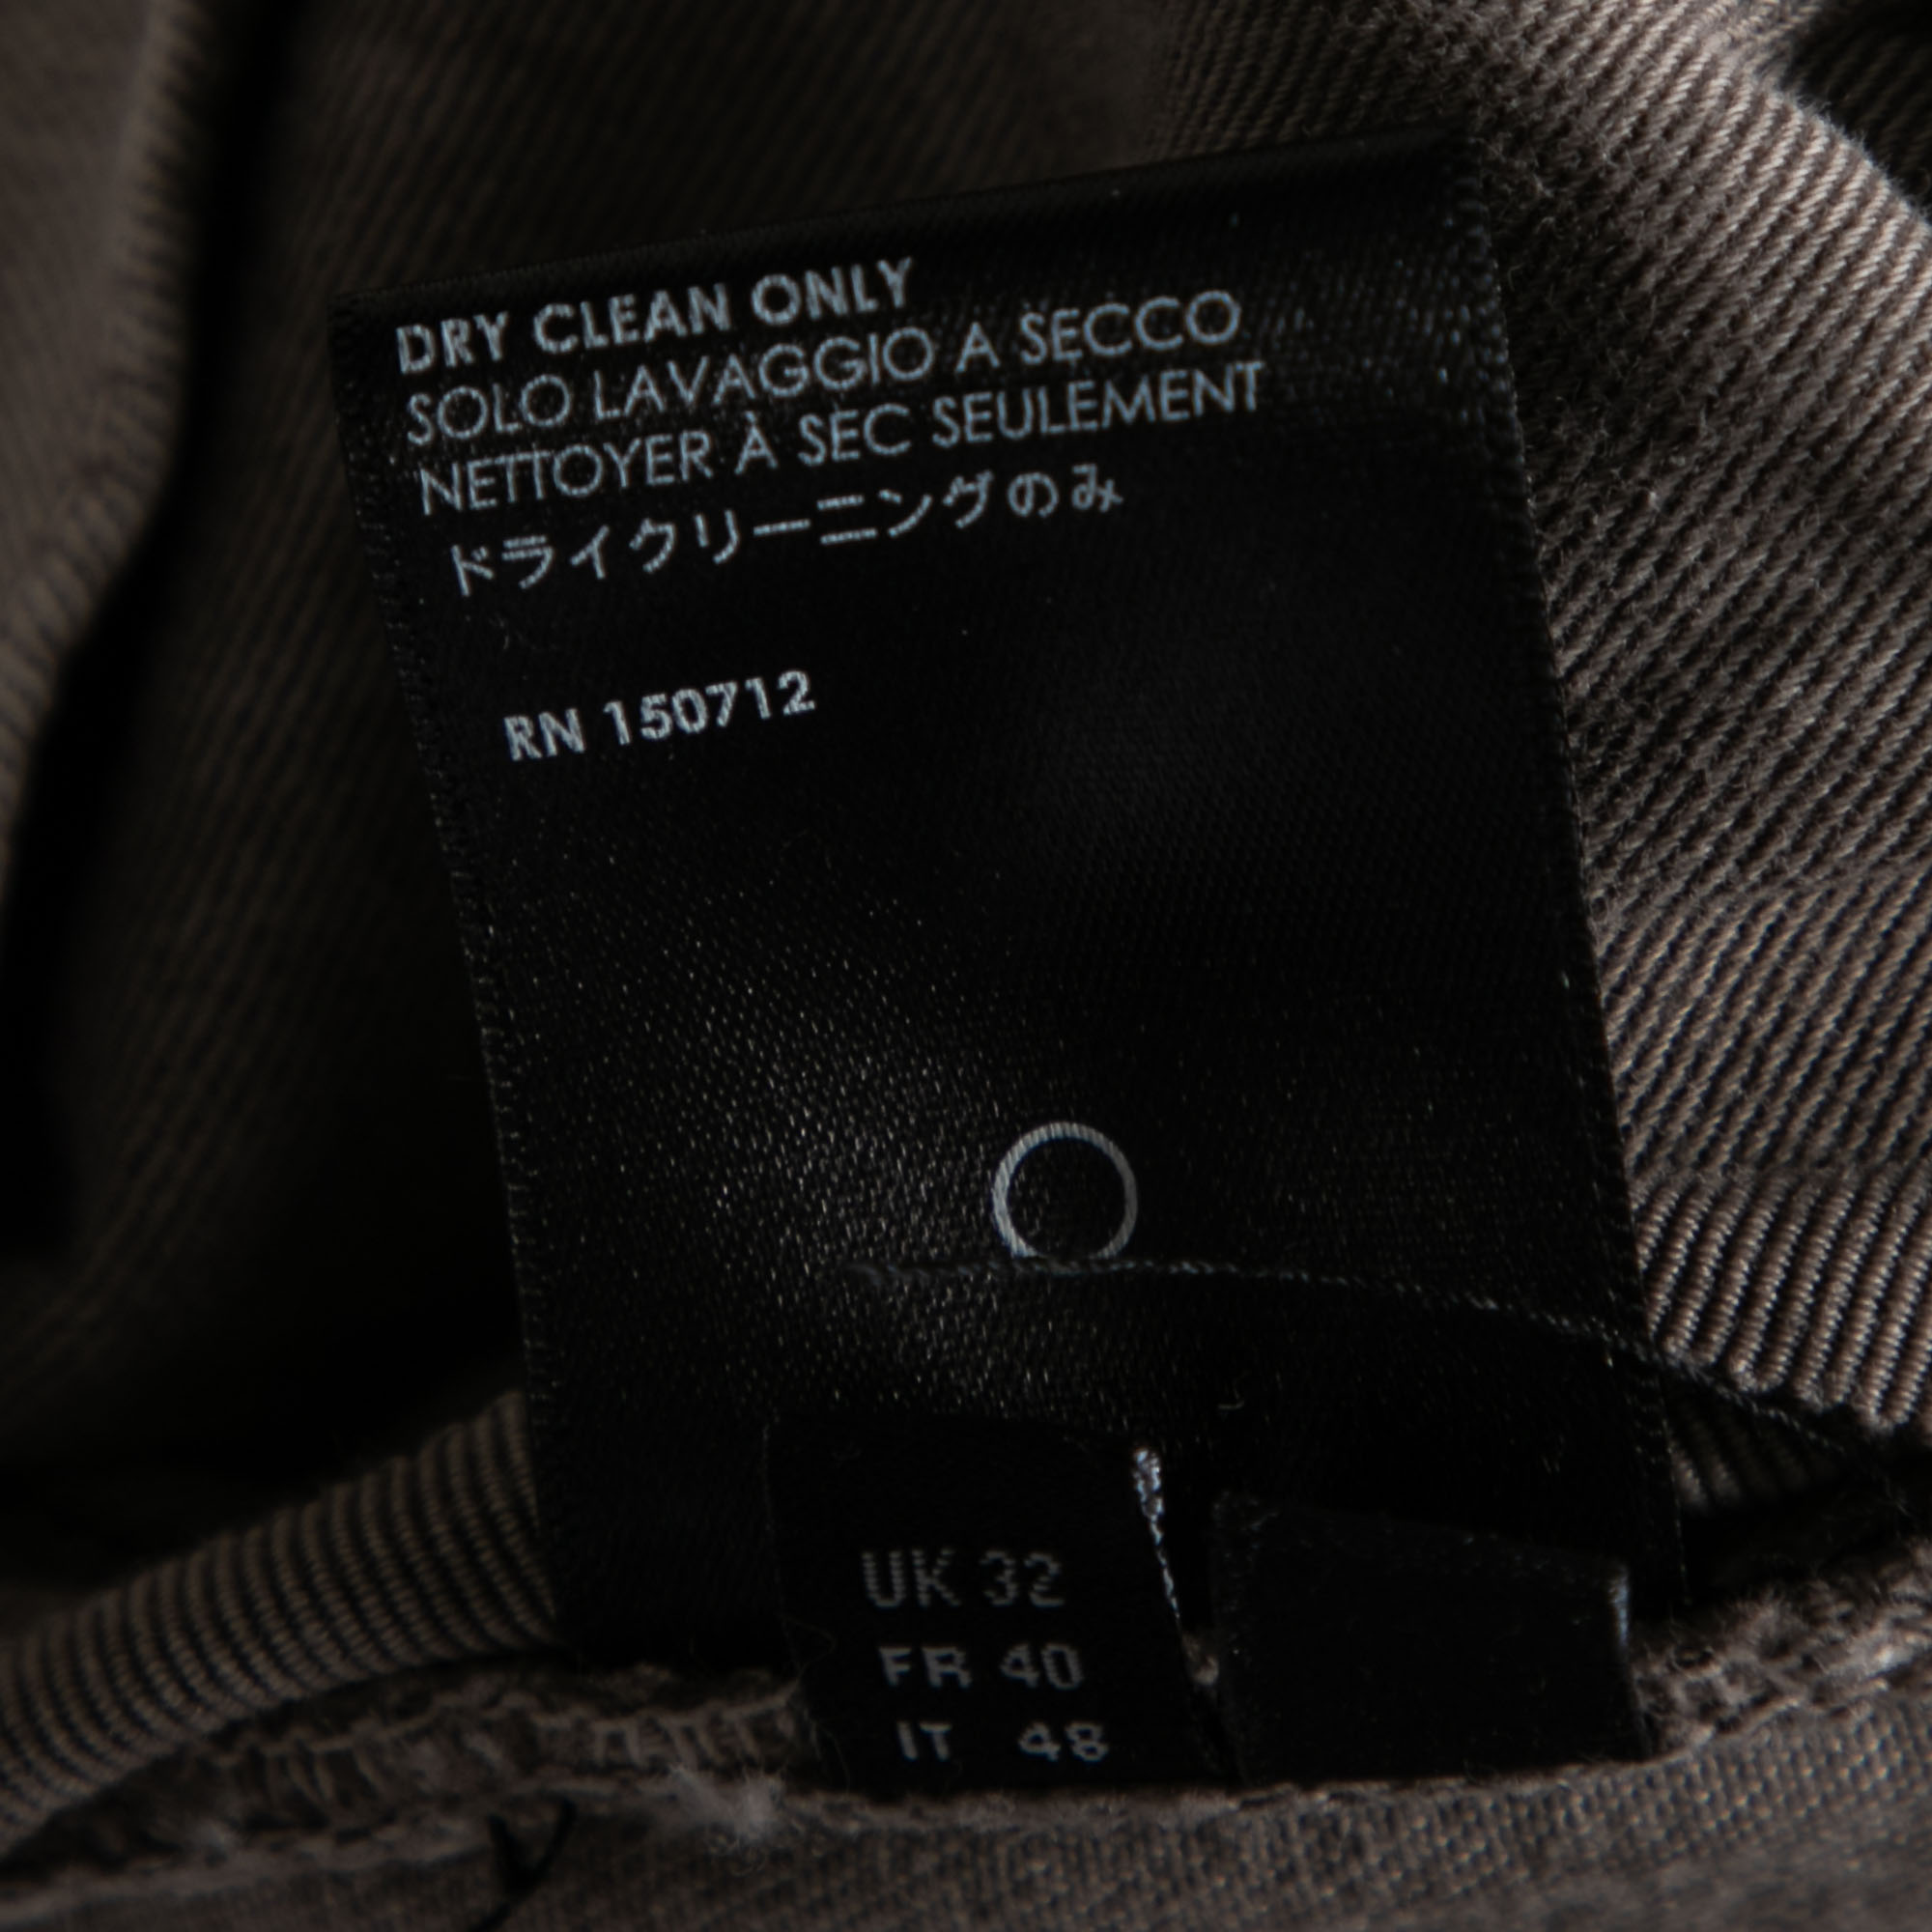 DRY CLEAN ONLY
SOLO LAVAGGIO A SECCO
NETTOYER À SEC SEULEMENT
ドライクリーニングのみ
RN 150712
UK 32
FR 40
IT 48